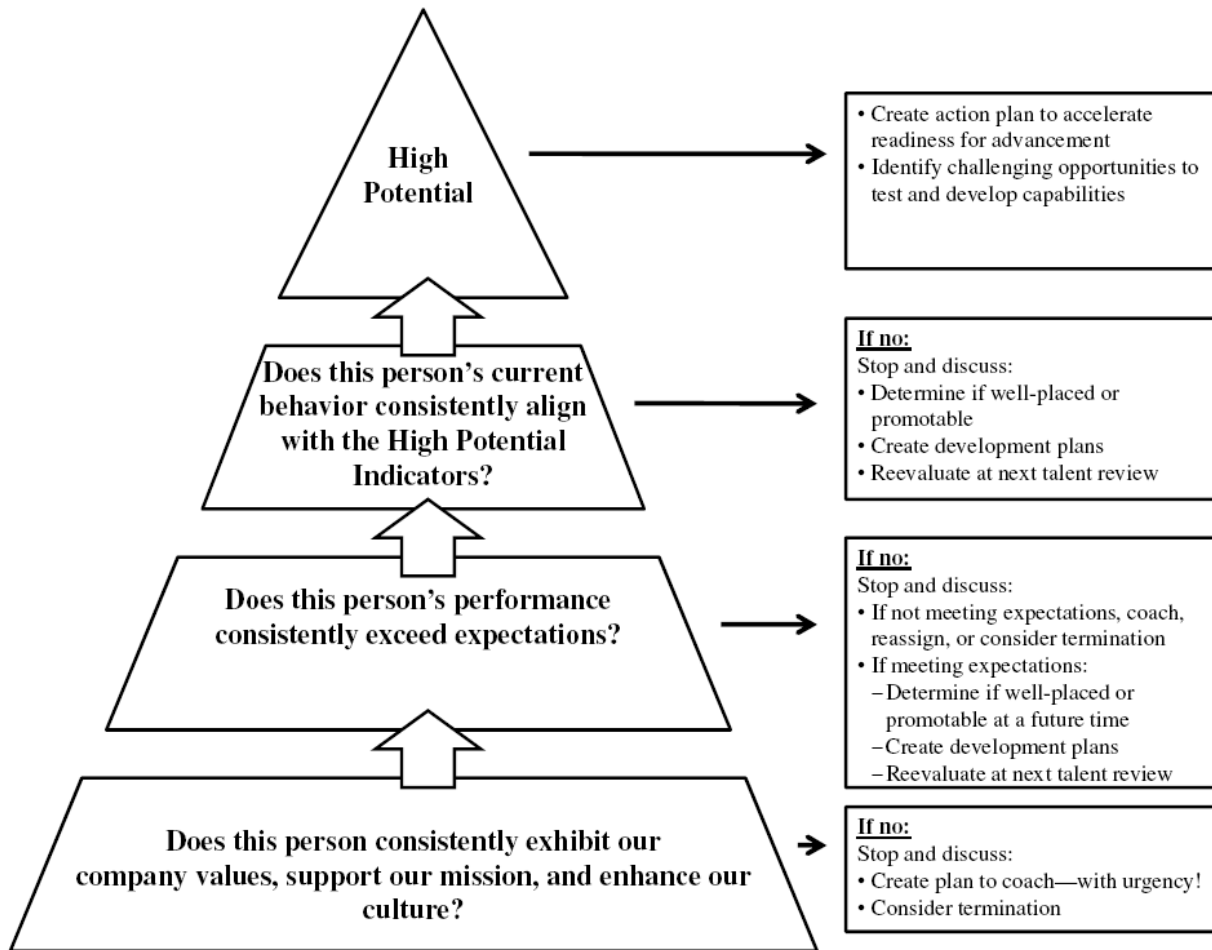 High
Potential
• Create action plan to accelerate
readiness for advancement
• Identify challenging opportunities to
test and develop capabilities
Does this person’s current
behavior consistently align
with the High Potential
Indicators?
If no:
Stop and discuss:
• Determine if well-placed or
promotable
• Create development plans
• Reevaluate at next talent review
Does this person’s performance
consistently exceed expectations?
If no:
Stop and discuss:
• If not meeting expectations, coach,
reassign, or consider termination
• If meeting expectations:
–Determine if well-placed or
promotable at a future time
–Create development plans
–Reevaluate at next talent review
Does this person consistently exhibit our
company values, support our mission, and enhance our
culture?
If no:
Stop and discuss:
• Create plan to coach—with urgency!
• Consider termination